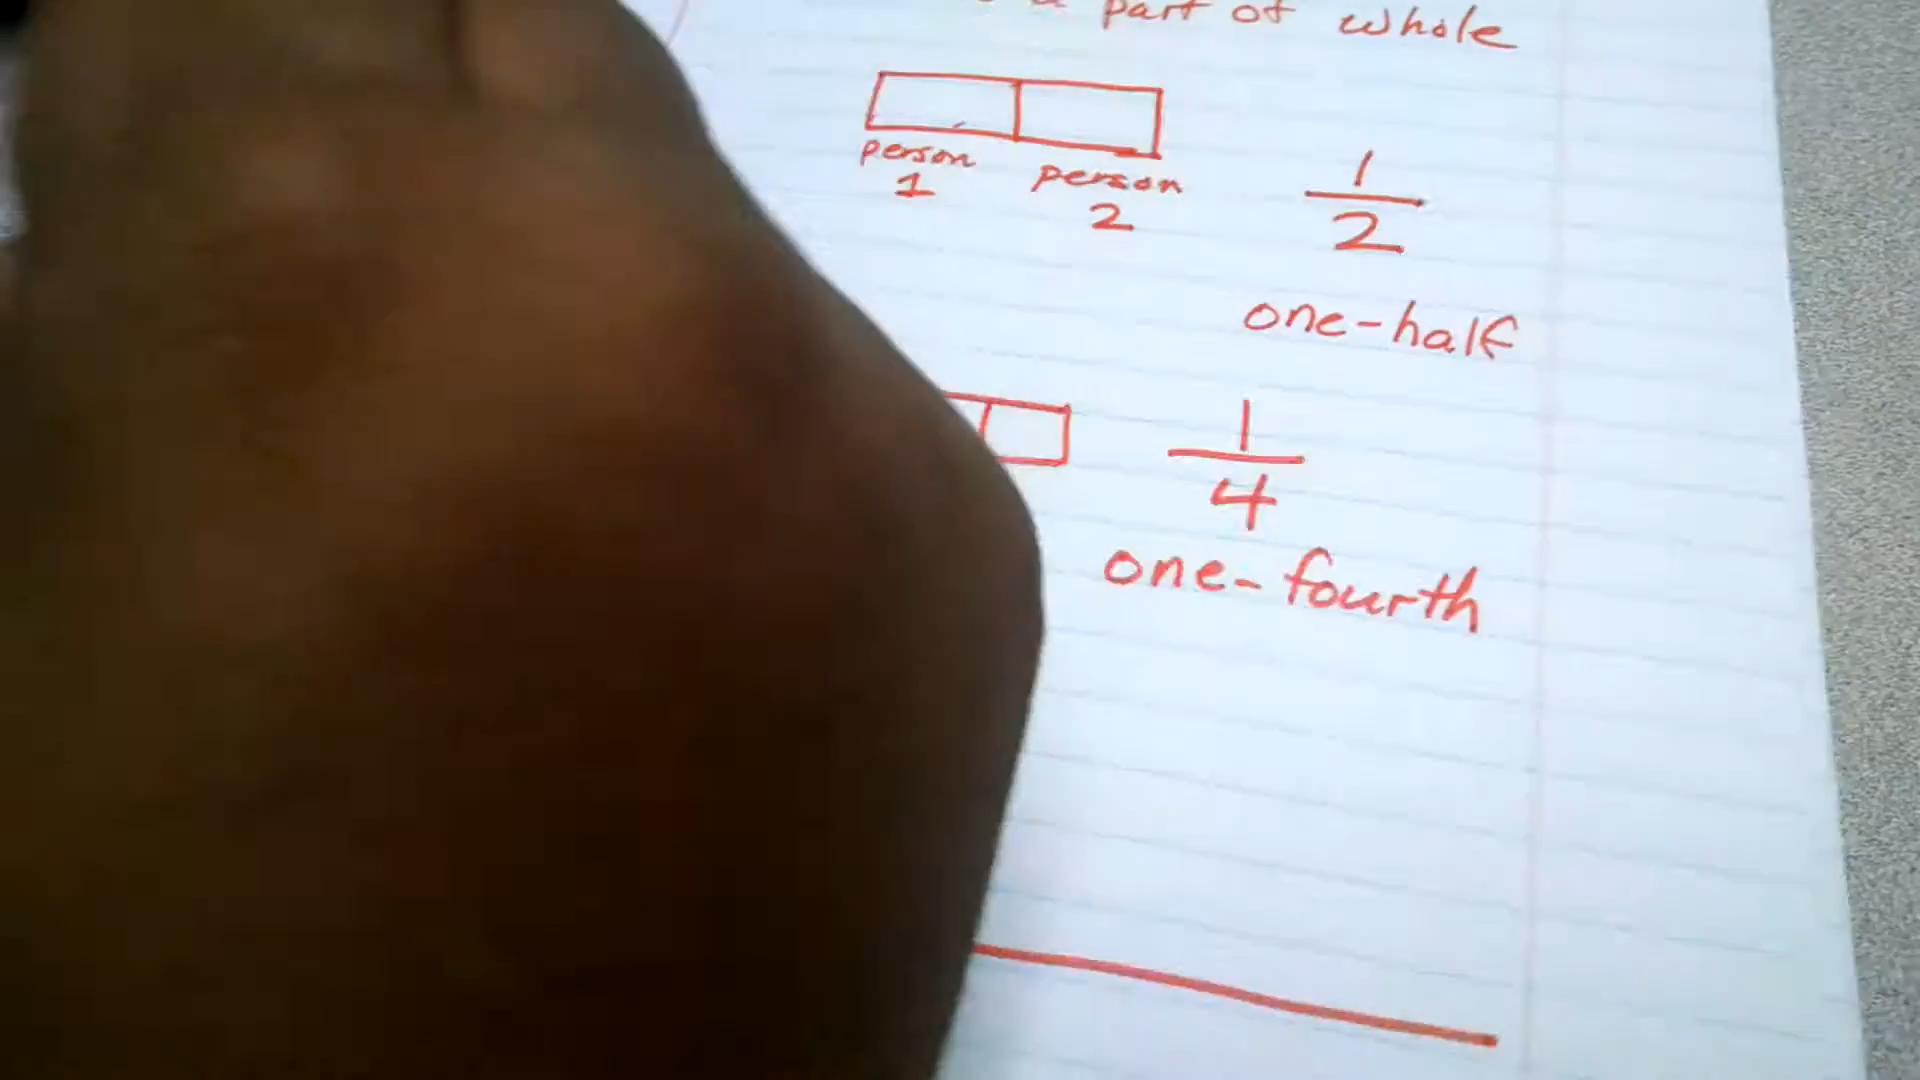 a part of whole
person person
1 2
1
2
one-half
1
4
one-fourth